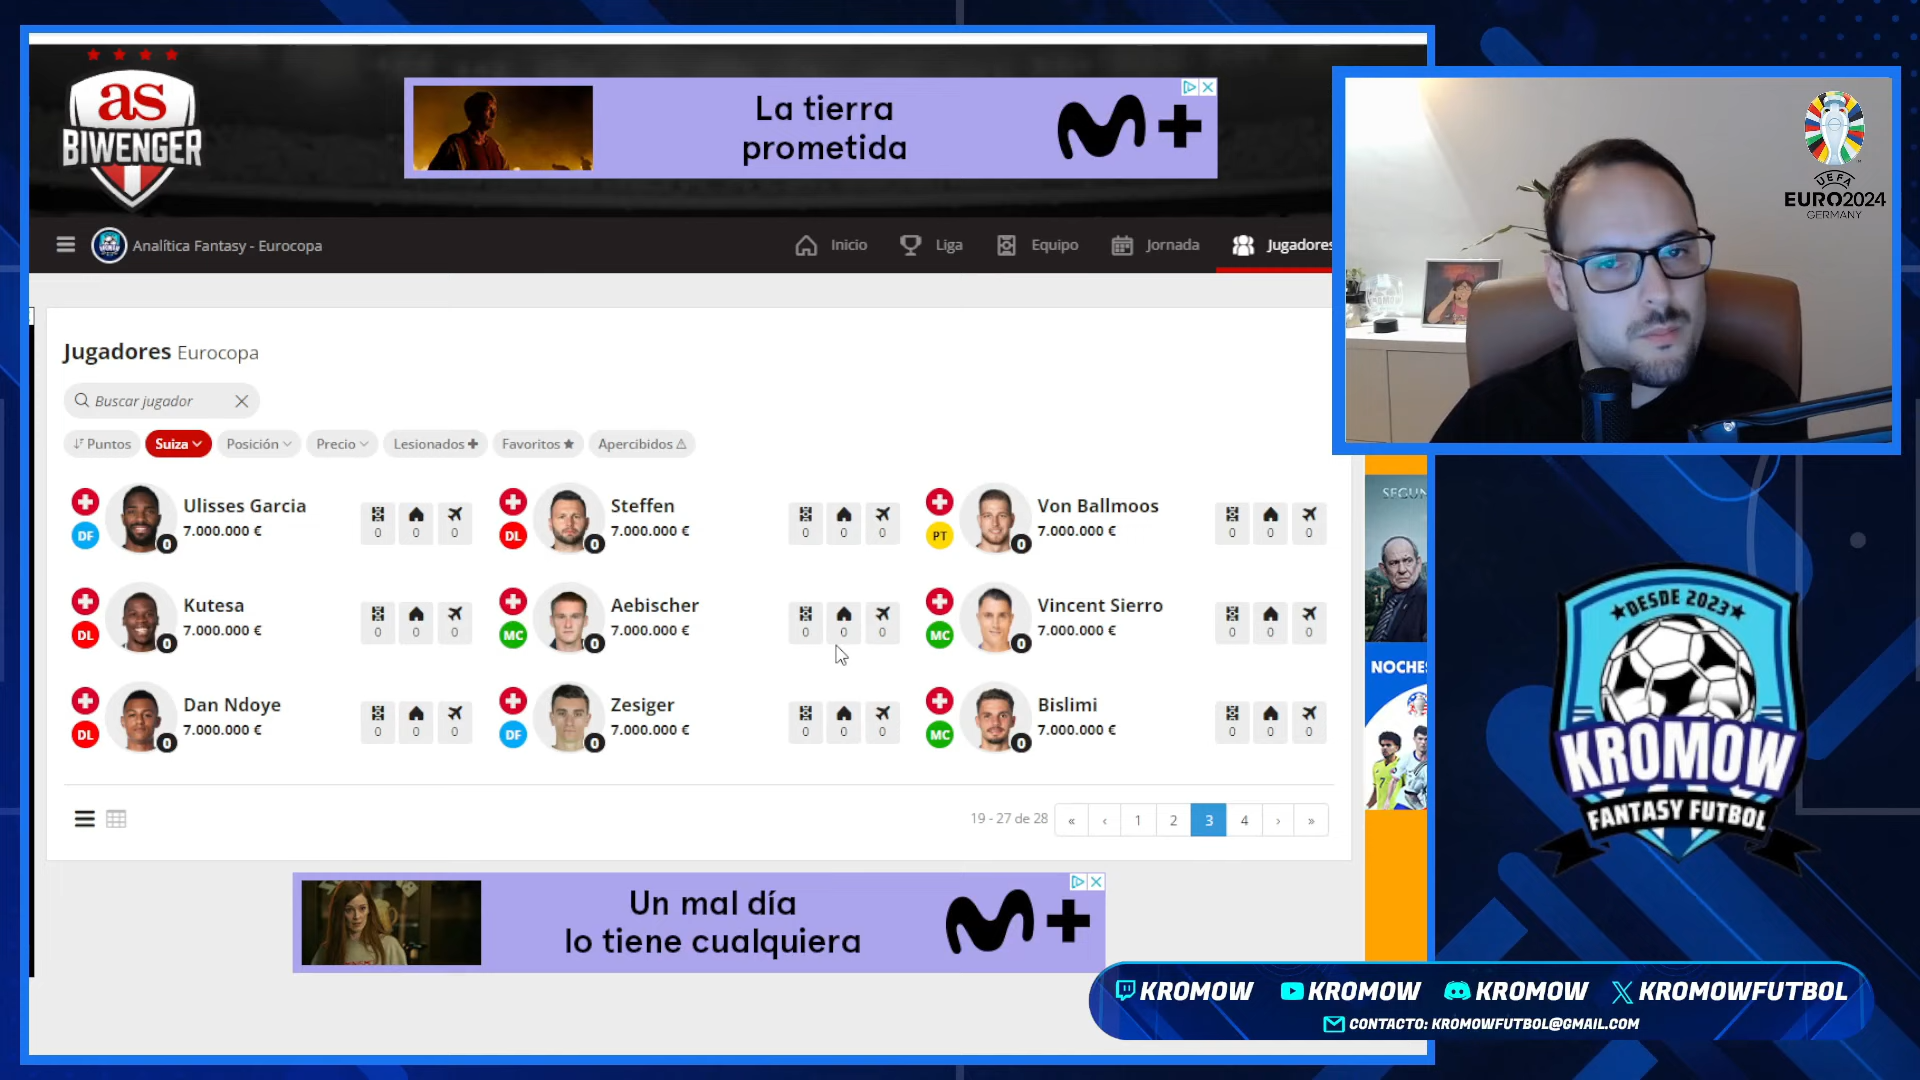 as
BIWENGER
La tierra
prometida
M+
Analítica Fantasy - Eurocopa
Inicio
Liga
Equipo
Jornada
Jugadores
UEFA
EURO2024
GERMANY
Jugadores Eurocopa
Buscar jugador
Puntos
Suiza
Posición
Precio
Lesionados
Favoritos
Apercibidos
DF
Ulisses Garcia
7.000.000 €
0
0 0 0
DL
Steffen
7.000.000 €
0
0 0 0
PT
Von Ballmoos
7.000.000 €
0
0 0 0
DL
Kutesa
7.000.000 €
0
0 0 0
MC
Aebischer
7.000.000 €
0
0 0 0
MC
Vincent Sierro
7.000.000 €
0
0 0 0
DL
Dan Ndoye
7.000.000 €
0
0 0 0
DF
Zesiger
7.000.000 €
0
0 0 0
MC
Bislimi
7.000.000 €
0
0 0 0
19 - 27 de 28
« ‹ 1 2 3 4 › »
SEGUN
NOCHES
Un mal día
lo tiene cualquiera
M+
DESDE 2023
KROMOW
FANTASY FUTBOL
KROMOW KROMOW KROMOW KROMOWFUTBOL
CONTACTO: KROMOWFUTBOL@GMAIL.COM